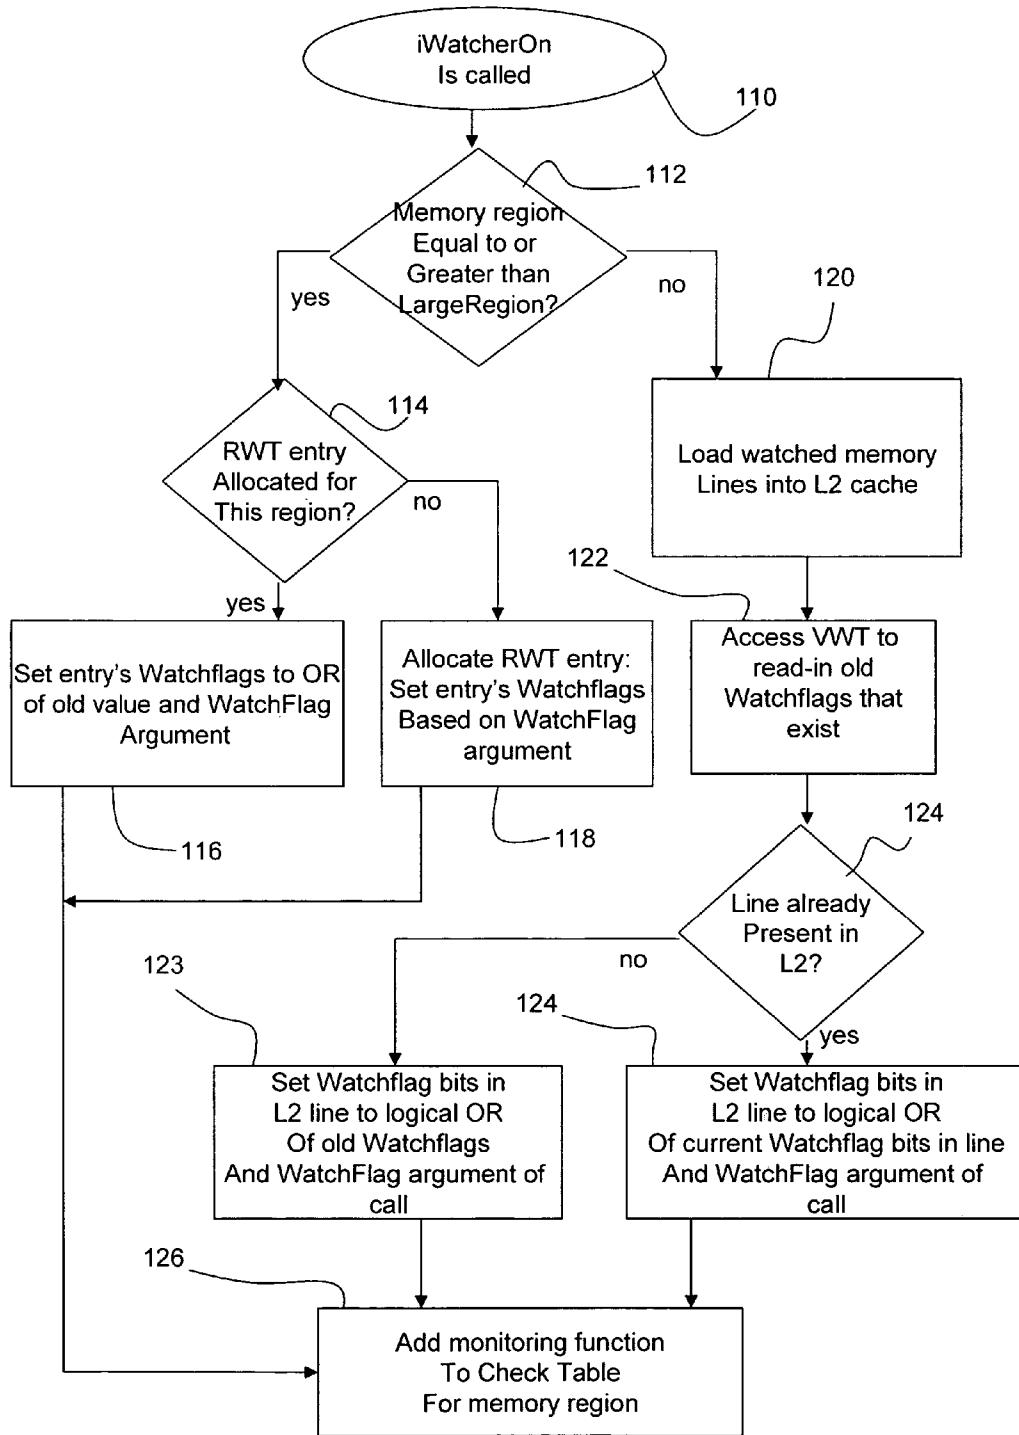 iWatcherOn
Is called
110
112
Memory region
Equal to or
Greater than
LargeRegion?
yes
no
120
114
RWT entry
Allocated for
This region?
no
yes
Load watched memory
Lines into L2 cache
122
Set entry's Watchflags to OR
of old value and WatchFlag
Argument
116
Allocate RWT entry:
Set entry's Watchflags
Based on WatchFlag
argument
118
Access VWT to
read-in old
Watchflags that
exist
124
Line already
Present in
L2?
no
yes
123
124
Set Watchflag bits in
L2 line to logical OR
Of old Watchflags
And WatchFlag argument of
call
Set Watchflag bits in
L2 line to logical OR
Of current Watchflag bits in line
And WatchFlag argument of
call
126
Add monitoring function
To Check Table
For memory region